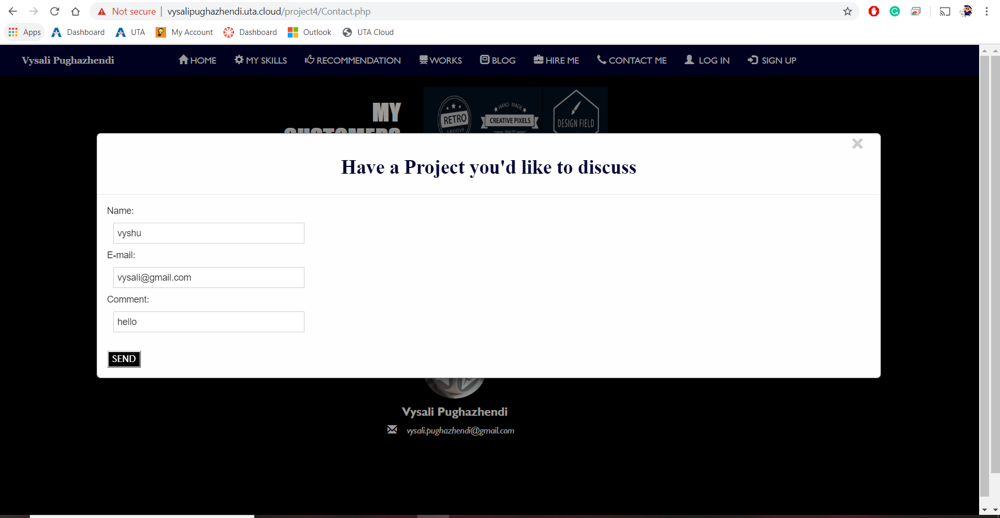 Not secure | vysalipughazhendi.uta.cloud/project4/Contact.php
Apps Dashboard UTA My Account Dashboard Outlook UTA Cloud
Vysali Pughazhendi HOME MY SKILLS RECOMMENDATION WORKS BLOG HIRE ME CONTACT ME LOG IN SIGN UP
MY
CUSTOMERS
RETRO
GROOVE
HAND MADE
CREATIVE PIXELS
QUALITY
DESIGN FIELD
×
Have a Project you'd like to discuss
Name:
vyshu
E-mail:
vysali@gmail.com
Comment:
hello
SEND
Vysali Pughazhendi
vysali.pughazhendi@gmail.com